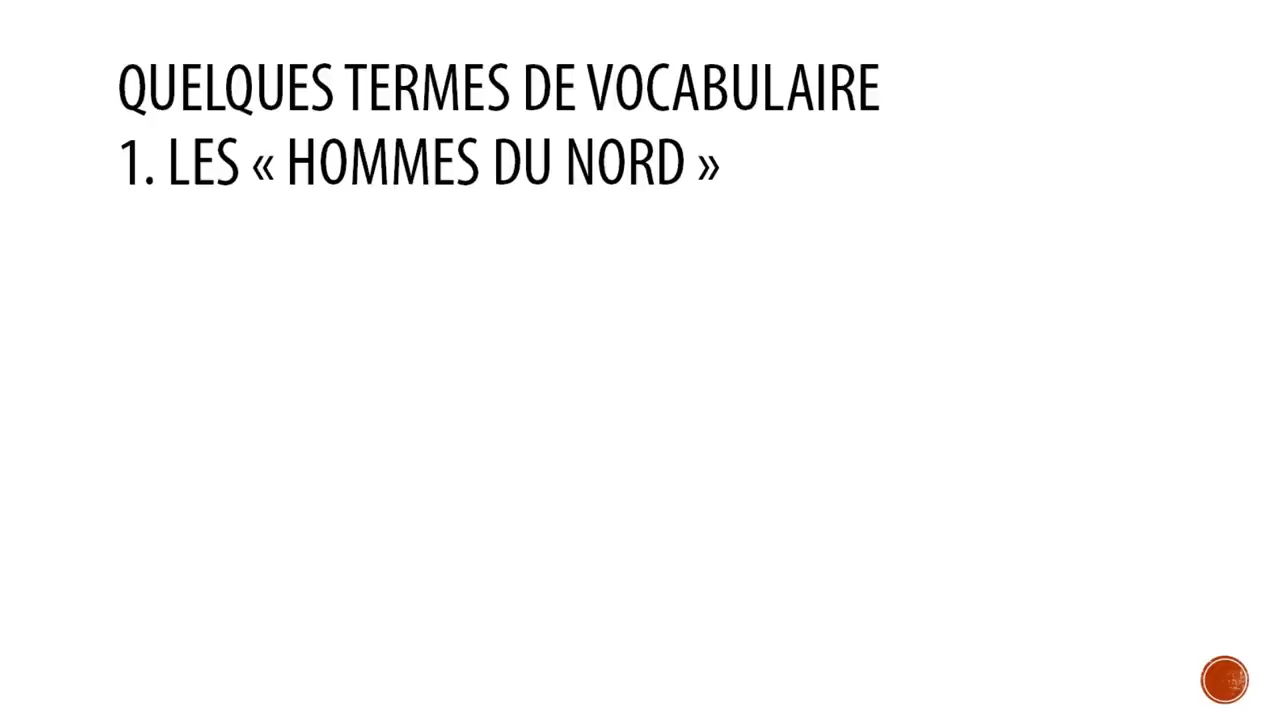 QUELQUES TERMES DE VOCABULAIRE
1. LES « HOMMES DU NORD »